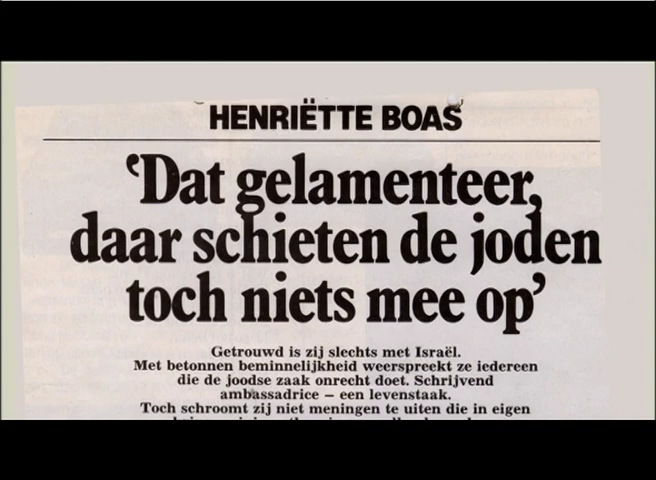 HENRIËTTE BOAS
‘Dat gelamenteer,
daar schieten de joden
toch niets mee op’
Getrouwd is zij slechts met Israël.
Met betonnen beminnelijkheid weerspreekt ze iedereen
die de joodse zaak onrecht doet. Schrijvend
ambassadrice – een levenstaak.
Toch schroomt zij niet meningen te uiten die in eigen